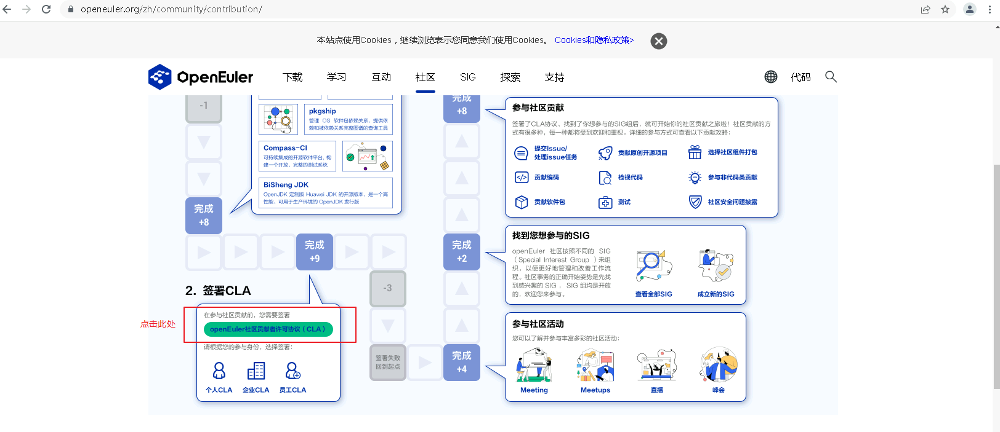 openeuler.org/zh/community/contribution/
本站点使用Cookies，继续浏览表示您同意我们使用Cookies。 Cookies和隐私政策>
OpenEuler
下载 学习 互动 社区 SIG 探索 支持 代码
-1
pkgship
管理 OS 软件包依赖关系，提供依
赖和被依赖关系完整图谱的查询工具
Compass-CI
可持续集成的开源软件平台, 构
建一个开放、完整的测试系统
BiSheng JDK
OpenJDK 定制版 Huawei JDK 的开源版本，是一个高
性能、可用于生产环境的 OpenJDK 发行版
完成
+8
完成
+9
-3
2. 签署CLA
在参与社区贡献前，您需要签署
点击此处
openEuler社区贡献者许可协议（CLA）
请根据您的参与身份，选择签署：
个人CLA 企业CLA 员工CLA
签署失败
回到起点
完成
+8
参与社区贡献
签署了CLA协议、找到了你想参与的SIG组后，就可开始你的社区贡献之旅啦！社区贡献的方
式有很多种，每一种都将受到欢迎和重视。详细的参与方式可查看以下贡献攻略：
提交Issue/
处理issue任务
贡献原创开源项目
选择社区组件打包
贡献编码
检视代码
参与非代码类贡献
贡献软件包
测试
社区安全问题披露
完成
+2
找到您想参与的SIG
openEuler 社区按照不同的 SIG
（Special Interest Group ）来组
织，以便更好地管理和改善工作流
程。社区事务的正确开始姿势是先找
到感兴趣的 SIG ， SIG 组均是开放
的，欢迎您来参与。
查看全部SIG
成立新的SIG
完成
+4
参与社区活动
您可以了解并参与丰富多彩的社区活动：
Meeting Meetups 直播 峰会